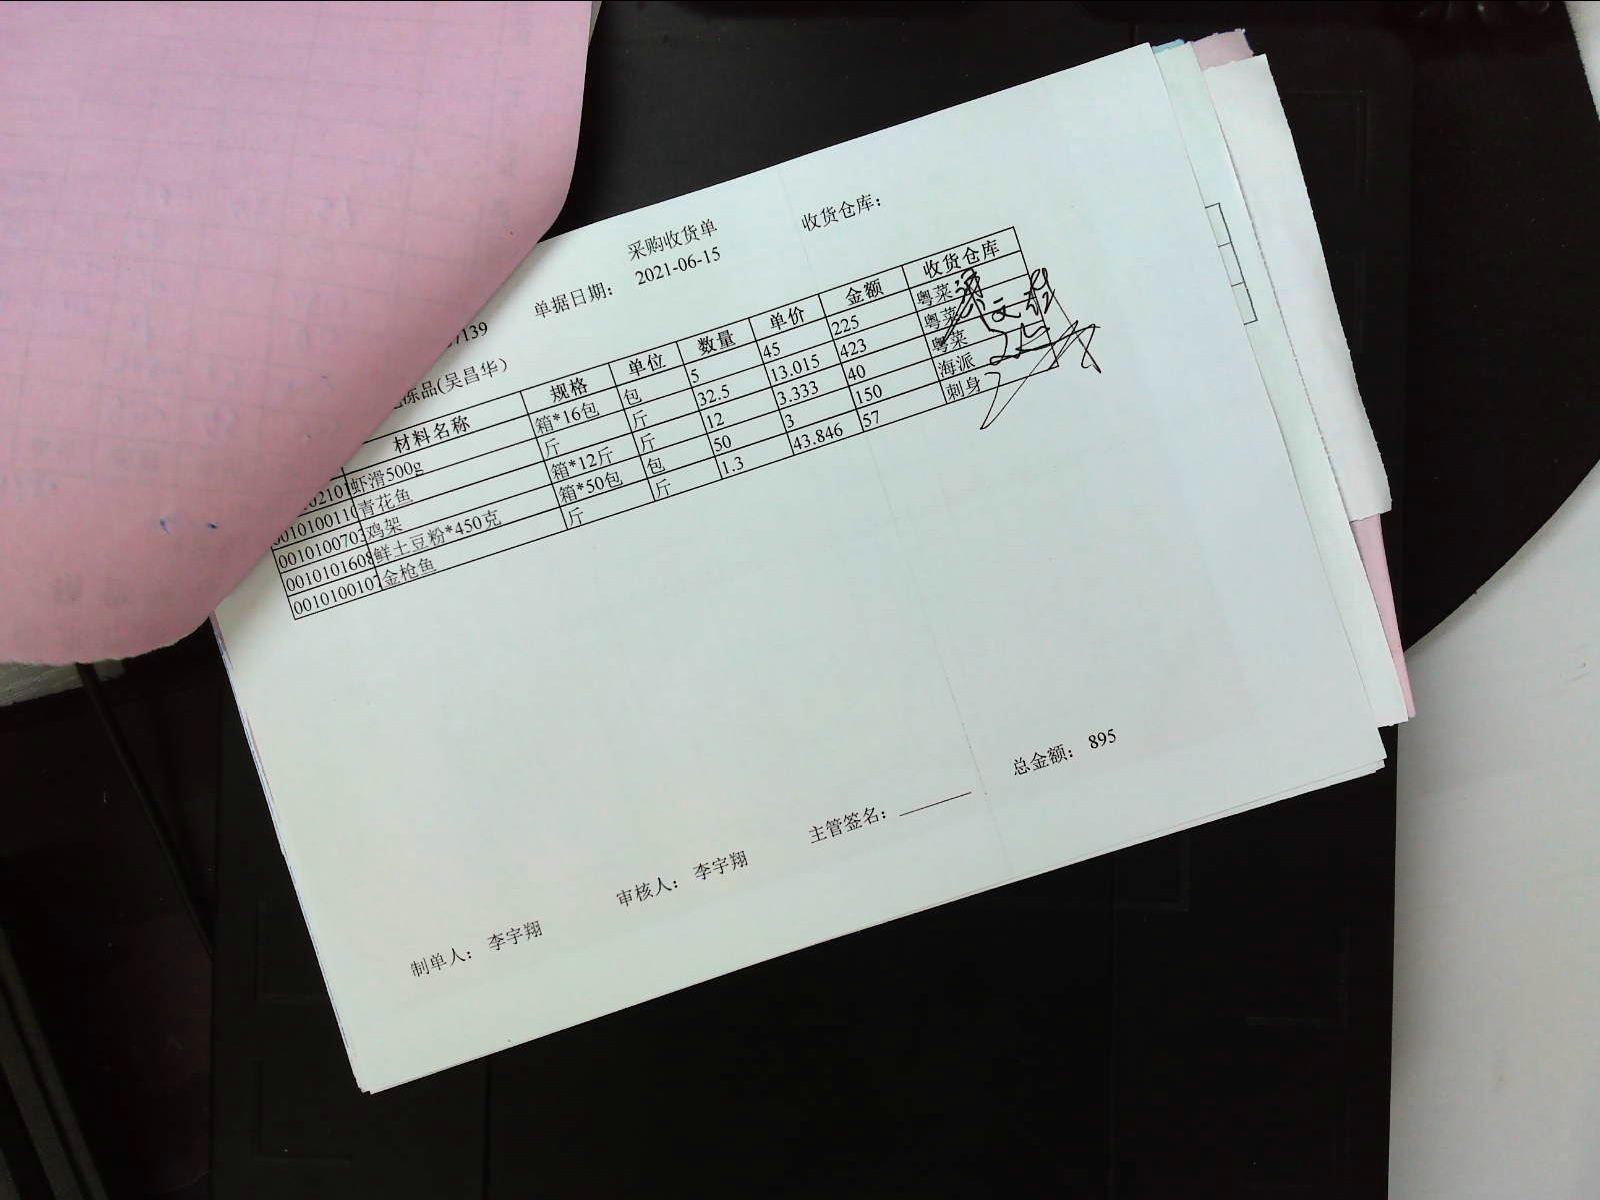 采购收货单
收货仓库：
单据日期： 2021-06-15
7139
冻品(吴昌华)
材料名称 规格 单位 数量 单价 金额 收货仓库
0210 虾滑500g 箱*16包 包 5 45 225 粤菜
001010011 青花鱼 斤 斤 32.5 13.015 423 粤菜
001010070 鸡架 箱*12斤 斤 12 3.333 40 粤菜
001010160 鲜土豆粉*450克 箱*50包 包 50 3 150 海派
001010010 金枪鱼 斤 斤 1.3 43.846 57 刺身
总金额： 895
制单人： 李宇翔 审核人： 李宇翔 主管签名：